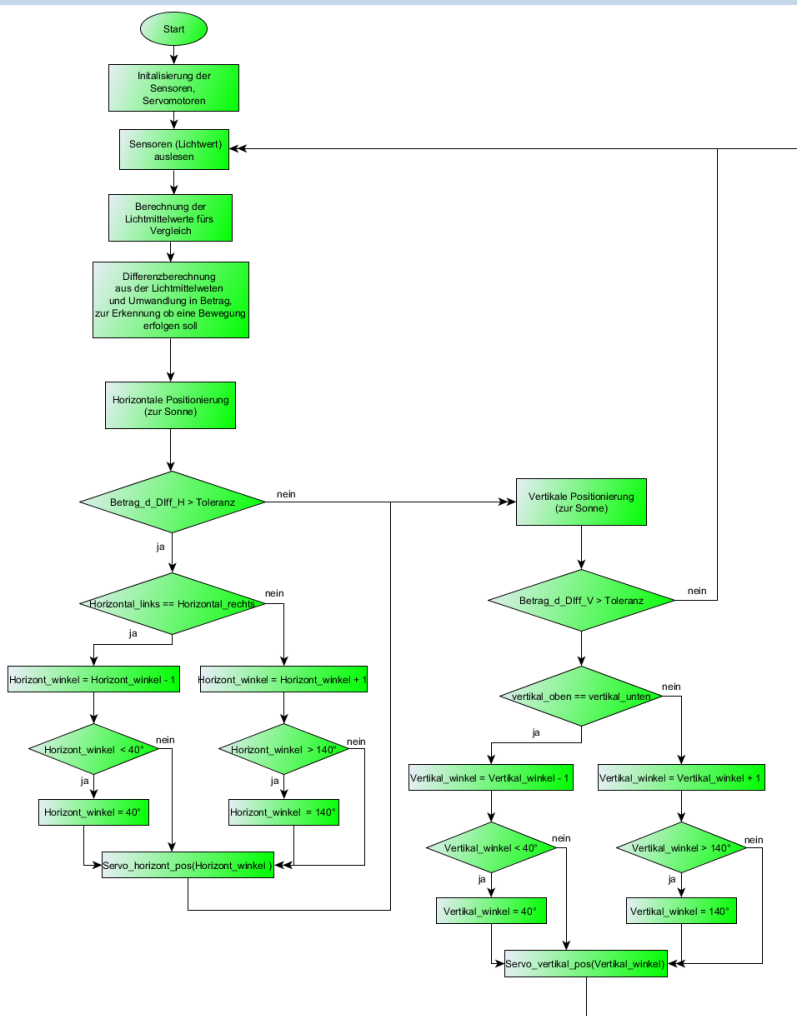 Start
Initalisierung der
Sensoren,
Servomotoren
Sensoren (Lichtwert)
auslesen
Berechnung der
Lichtmittelwerte fürs
Vergleich
Differenzberechnung
aus der Lichtmittelweten
und Umwandlung in Betrag,
zur Erkennung ob eine Bewegung
erfolgen soll
Horizontale Positionierung
(zur Sonne)
Betrag_d_DIff_H > Toleranz
nein
ja
Horizontal_links == Horizontal_rechts
nein
ja
Horizont_winkel = Horizont_winkel - 1
Horizont_winkel = Horizont_winkel + 1
Horizont_winkel < 40°
nein
ja
Horizont_winkel > 140°
nein
ja
Horizont_winkel = 40°
Horizont_winkel = 140°
Servo_horizont_pos(Horizont_winkel )
Vertikale Positionierung
(zur Sonne)
Betrag_d_DIff_V > Toleranz
nein
vertikal_oben == vertikal_unten
nein
ja
Vertikal_winkel = Vertikal_winkel - 1
Vertikal_winkel = Vertikal_winkel + 1
Vertikal_winkel < 40°
nein
ja
Vertikal_winkel > 140°
nein
ja
Vertikal_winkel = 40°
Vertikal_winkel = 140°
Servo_vertikal_pos(Vertikal_winkel)